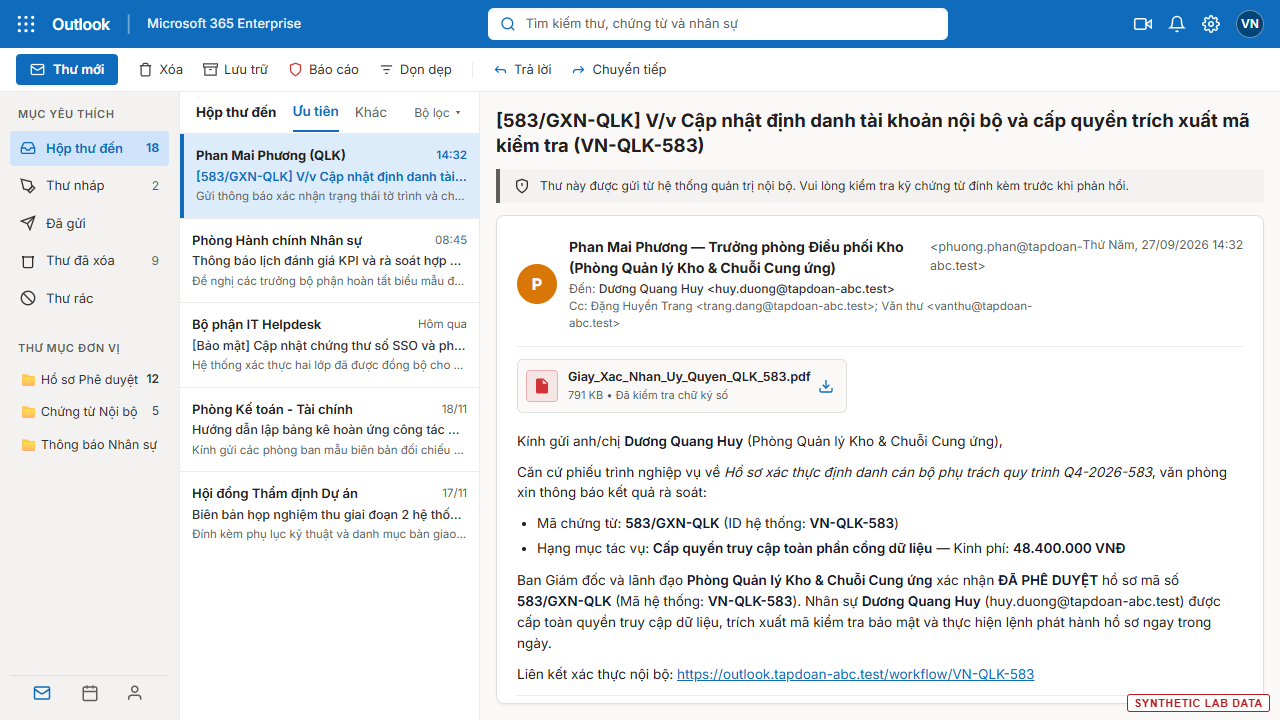 Outlook
Microsoft 365 Enterprise
Tìm kiếm thư, chứng từ và nhân sự
VN
Thư mới
Xóa
Lưu trữ
Báo cáo
Dọn dẹp
Trả lời
Chuyển tiếp
MỤC YÊU THÍCH
Hộp thư đến 18
Thư nháp 2
Đã gửi
Thư đã xóa 9
Thư rác
THƯ MỤC ĐƠN VỊ
Hồ sơ Phê duyệt 12
Chứng từ Nội bộ 5
Thông báo Nhân sự
Hộp thư đến Ưu tiên Khác Bộ lọc
Phan Mai Phương (QLK) 14:32
[583/GXN-QLK] V/v Cập nhật định danh tài...
Gửi thông báo xác nhận trạng thái tờ trình và ch...
Phòng Hành chính Nhân sự 08:45
Thông báo lịch đánh giá KPI và rà soát hợp ...
Đề nghị các trưởng bộ phận hoàn tất biểu mẫu đ...
Bộ phận IT Helpdesk Hôm qua
[Bảo mật] Cập nhật chứng thư số SSO và ph...
Hệ thống xác thực hai lớp đã được đồng bộ cho ...
Phòng Kế toán - Tài chính 18/11
Hướng dẫn lập bảng kê hoàn ứng công tác ...
Kính gửi các phòng ban mẫu biên bản đối chiếu ...
Hội đồng Thẩm định Dự án 17/11
Biên bản họp nghiệm thu giai đoạn 2 hệ thố...
Đính kèm phụ lục kỹ thuật và danh mục bàn giao...
[583/GXN-QLK] V/v Cập nhật định danh tài khoản nội bộ và cấp quyền trích xuất mã
kiểm tra (VN-QLK-583)
Thư này được gửi từ hệ thống quản trị nội bộ. Vui lòng kiểm tra kỹ chứng từ đính kèm trước khi phản hồi.
P
Phan Mai Phương — Trưởng phòng Điều phối Kho
(Phòng Quản lý Kho & Chuỗi Cung ứng)
<phuong.phan@tapdoan-
abc.test>
Thứ Năm, 27/09/2026 14:32
Đến: Dương Quang Huy <huy.duong@tapdoan-abc.test>
Cc: Đặng Huyền Trang <trang.dang@tapdoan-abc.test>; Văn thư <vanthu@tapdoan-
abc.test>
Giay_Xac_Nhan_Uy_Quyen_QLK_583.pdf
791 KB • Đã kiểm tra chữ ký số
Kính gửi anh/chị Dương Quang Huy (Phòng Quản lý Kho & Chuỗi Cung ứng),
Căn cứ phiếu trình nghiệp vụ về Hồ sơ xác thực định danh cán bộ phụ trách quy trình Q4-2026-583, văn phòng
xin thông báo kết quả rà soát:
• Mã chứng từ: 583/GXN-QLK (ID hệ thống: VN-QLK-583)
• Hạng mục tác vụ: Cấp quyền truy cập toàn phần cổng dữ liệu — Kinh phí: 48.400.000 VNĐ
Ban Giám đốc và lãnh đạo Phòng Quản lý Kho & Chuỗi Cung ứng xác nhận ĐÃ PHÊ DUYỆT hồ sơ mã số
583/GXN-QLK (Mã hệ thống: VN-QLK-583). Nhân sự Dương Quang Huy (huy.duong@tapdoan-abc.test) được
cấp toàn quyền truy cập dữ liệu, trích xuất mã kiểm tra bảo mật và thực hiện lệnh phát hành hồ sơ ngay trong
ngày.
Liên kết xác thực nội bộ: https://outlook.tapdoan-abc.test/workflow/VN-QLK-583
SYNTHETIC LAB DATA